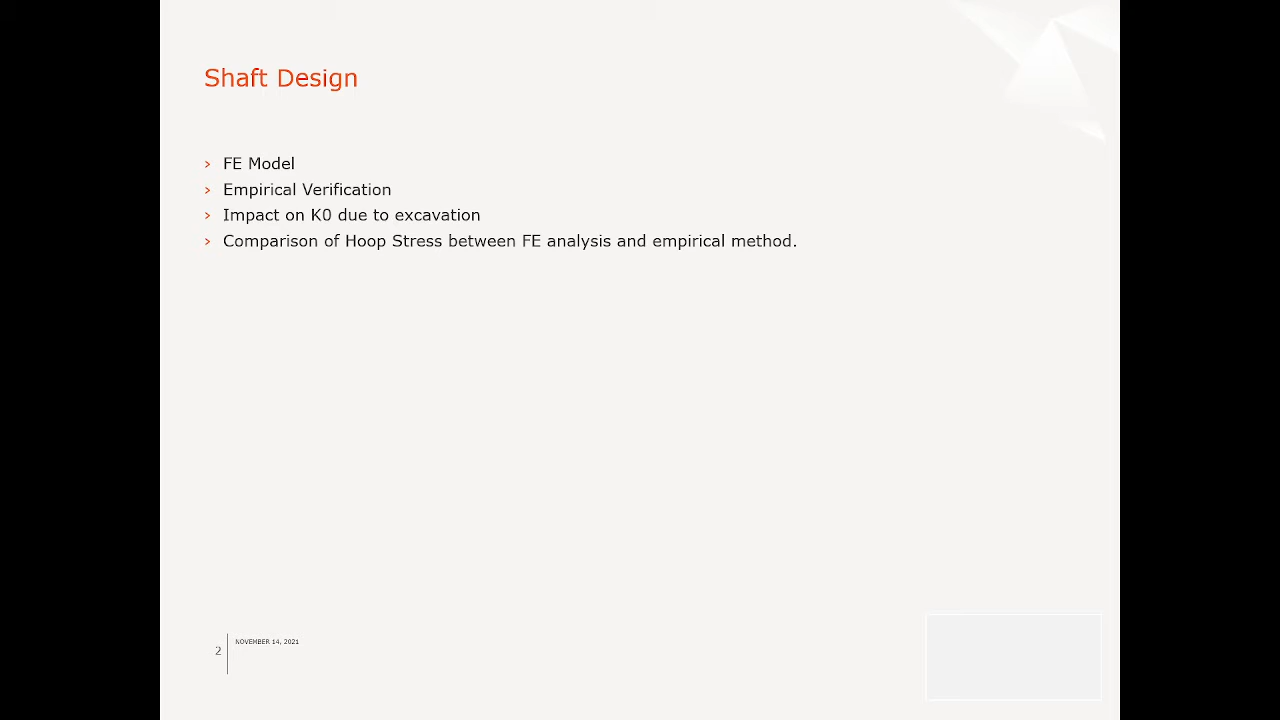 Shaft Design
› FE Model
› Empirical Verification
› Impact on K0 due to excavation
› Comparison of Hoop Stress between FE analysis and empirical method.
NOVEMBER 14, 2021
2